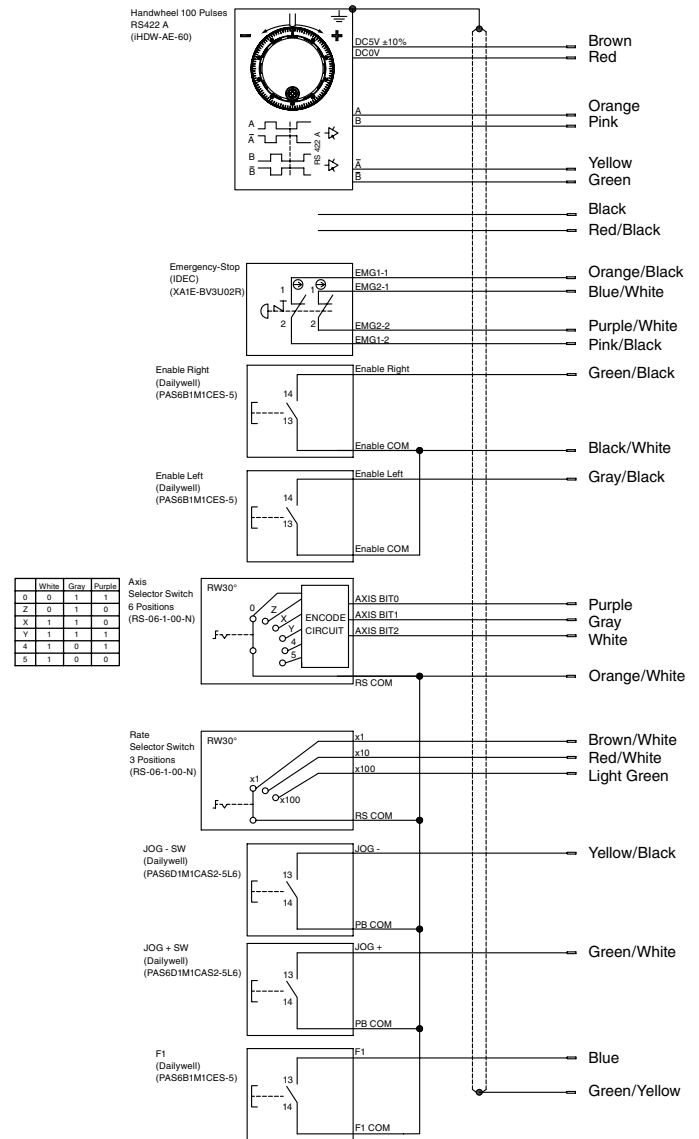 Handwheel 100 Pulses
RS422 A
(iHDW-AE-60)
− +
DC5V ±10%
DC0V
Brown
Red
A
B
Orange
Pink
A
A̅
B
B̅
RS 422 A
A̅
B̅
Yellow
Green
Black
Red/Black
Emergency-Stop
(IDEC)
(XA1E-BV3U02R)
1 1
2 2
EMG1-1
EMG2-1
EMG2-2
EMG1-2
Orange/Black
Blue/White
Purple/White
Pink/Black
Enable Right
(Dailywell)
(PAS6B1M1CES-5)
14
13
Enable Right
Enable COM
Green/Black
Black/White
Enable Left
(Dailywell)
(PAS6B1M1CES-5)
14
13
Enable Left
Enable COM
Gray/Black
White Gray Purple
0 0 1 1
Z 0 1 0
X 1 1 0
Y 1 1 1
4 1 0 1
5 1 0 0
Axis
Selector Switch
6 Positions
(RS-06-1-00-N)
RW30°
0
Z
X
Y
4
5
ENCODE
CIRCUIT
AXIS BIT0
AXIS BIT1
AXIS BIT2
RS COM
Purple
Gray
White
Orange/White
Rate
Selector Switch
3 Positions
(RS-06-1-00-N)
RW30°
x1
x100
x1
x10
x100
RS COM
Brown/White
Red/White
Light Green
JOG - SW
(Dailywell)
(PAS6D1M1CAS2-5L6)
13
14
JOG -
PB COM
Yellow/Black
JOG + SW
(Dailywell)
(PAS6D1M1CAS2-5L6)
13
14
JOG +
PB COM
Green/White
F1
(Dailywell)
(PAS6B1M1CES-5)
13
14
F1
F1 COM
Blue
Green/Yellow